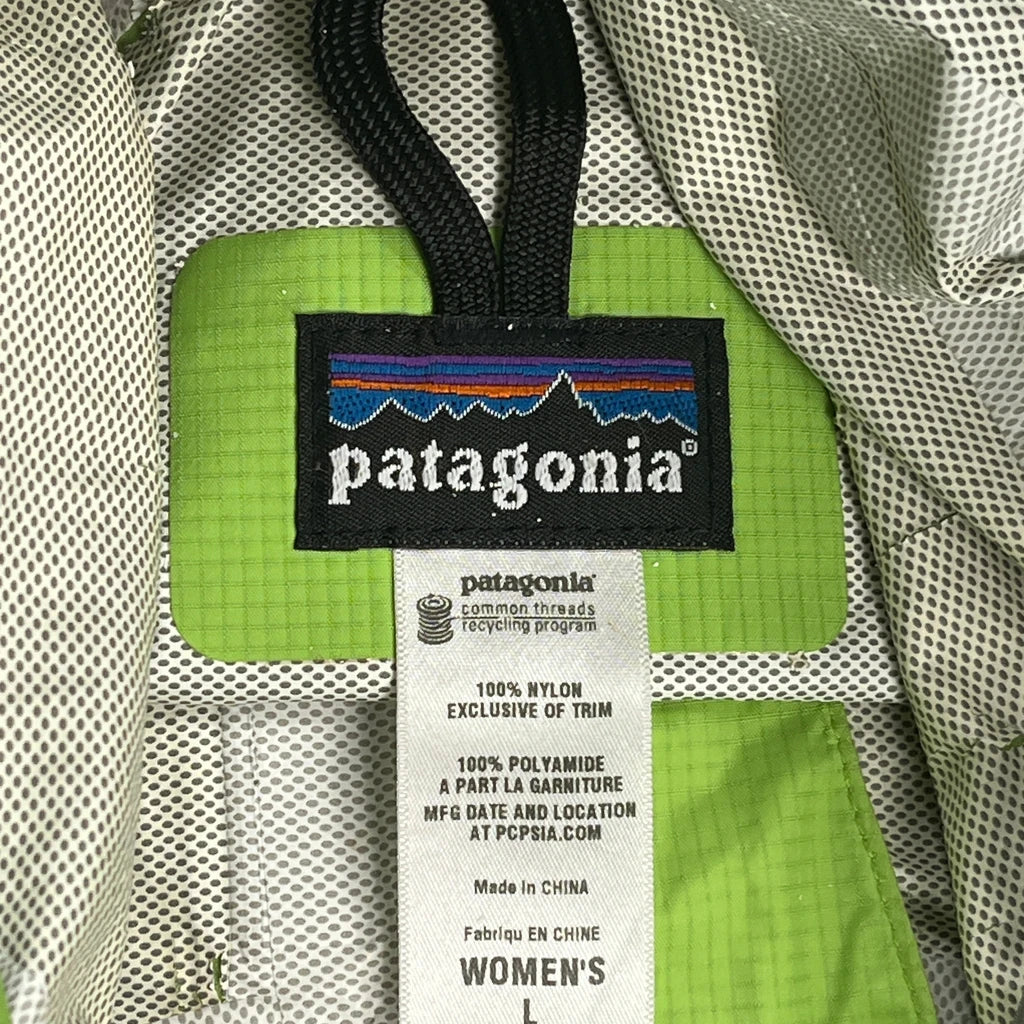 patagonia®
patagonia®
common threads
recycling program
100% NYLON
EXCLUSIVE OF TRIM
100% POLYAMIDE
A PART LA GARNITURE
MFG DATE AND LOCATION
AT PCPSIA.COM
Made In CHINA
Fabriqu EN CHINE
WOMEN'S
L